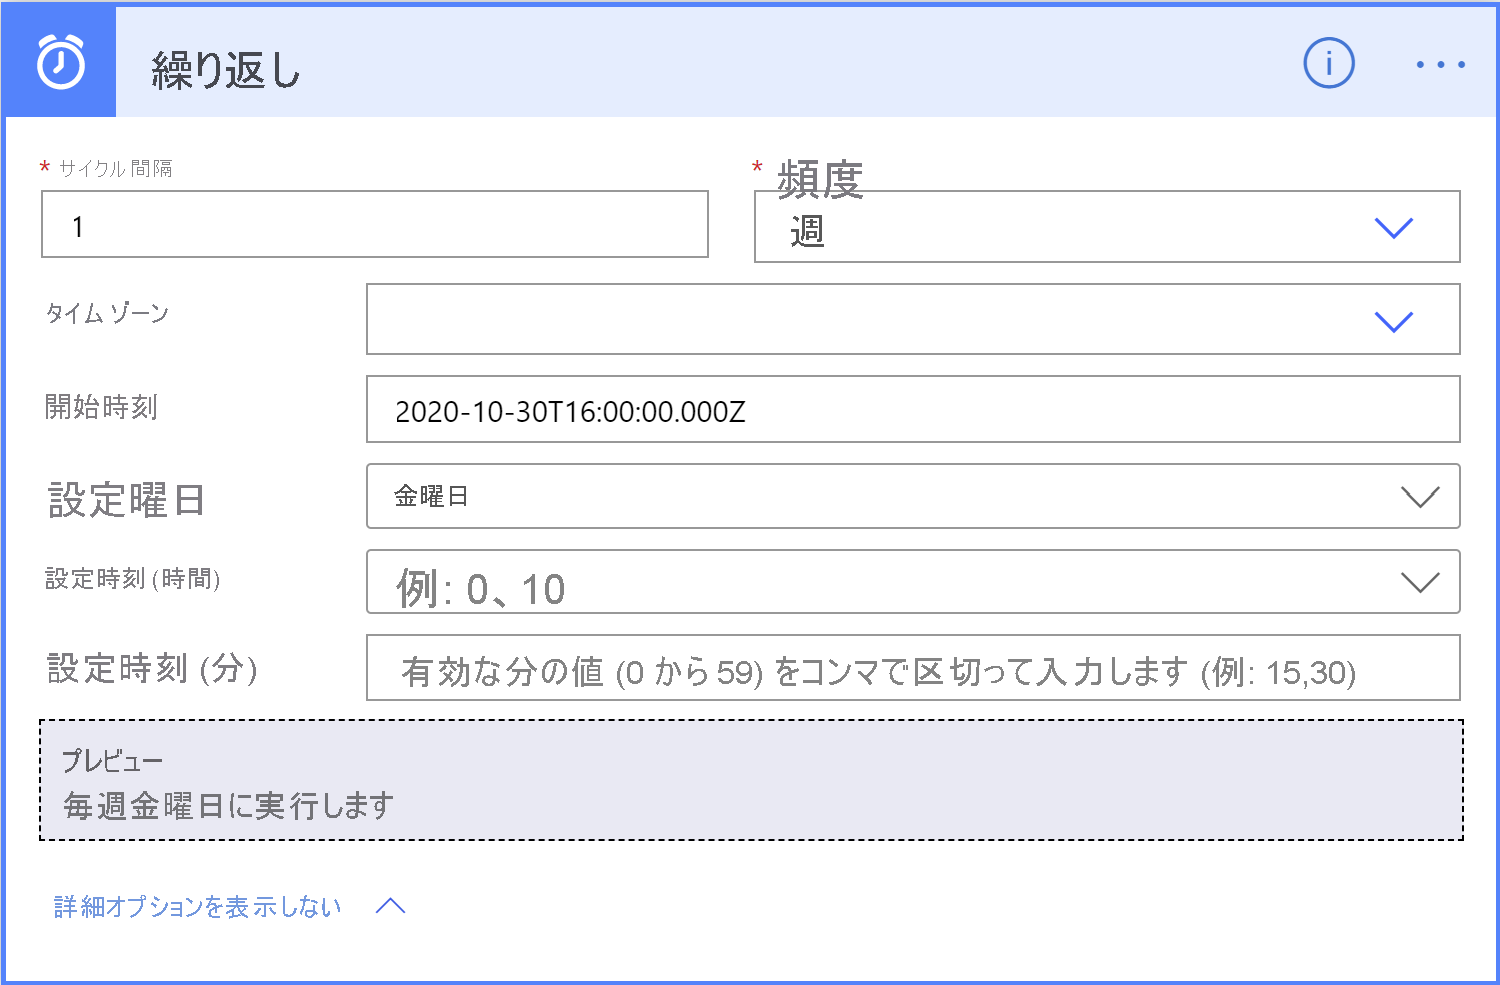 繰り返し
* サイクル間隔
* 頻度
1
週
タイム ゾーン
開始時刻
2020-10-30T16:00:00.000Z
設定曜日
金曜日
設定時刻 (時間)
例: 0、10
設定時刻 (分)
有効な分の値 (0 から 59) をコンマで区切って入力します (例: 15,30)
プレビュー
毎週金曜日に実行します
詳細オプションを表示しない